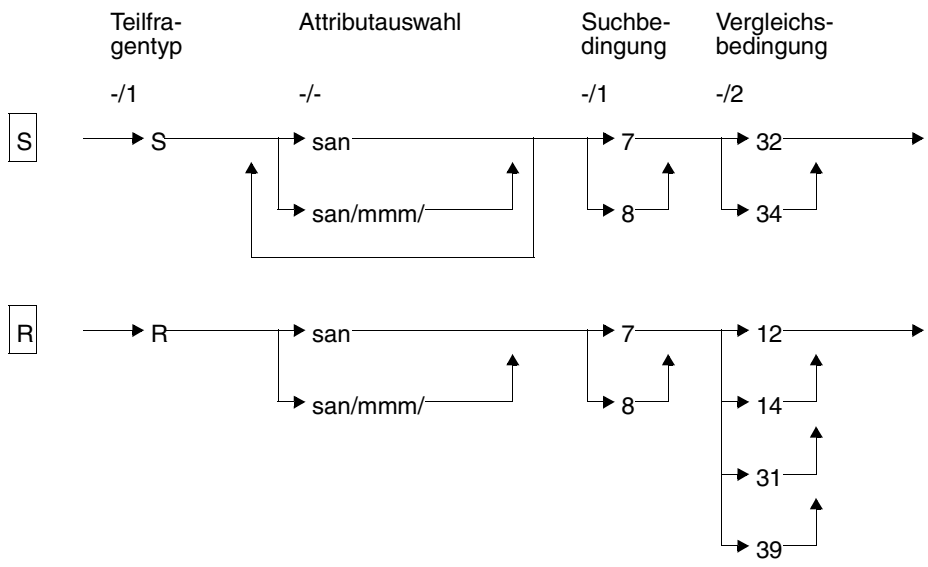 Teilfra- Attributauswahl Suchbe- Vergleichs-
gentyp dingung bedingung
-/1 -/- -/1 -/2
S S san 7 32
san/mmm/ 8 34
R R san 7 12
san/mmm/ 8 14
31
39